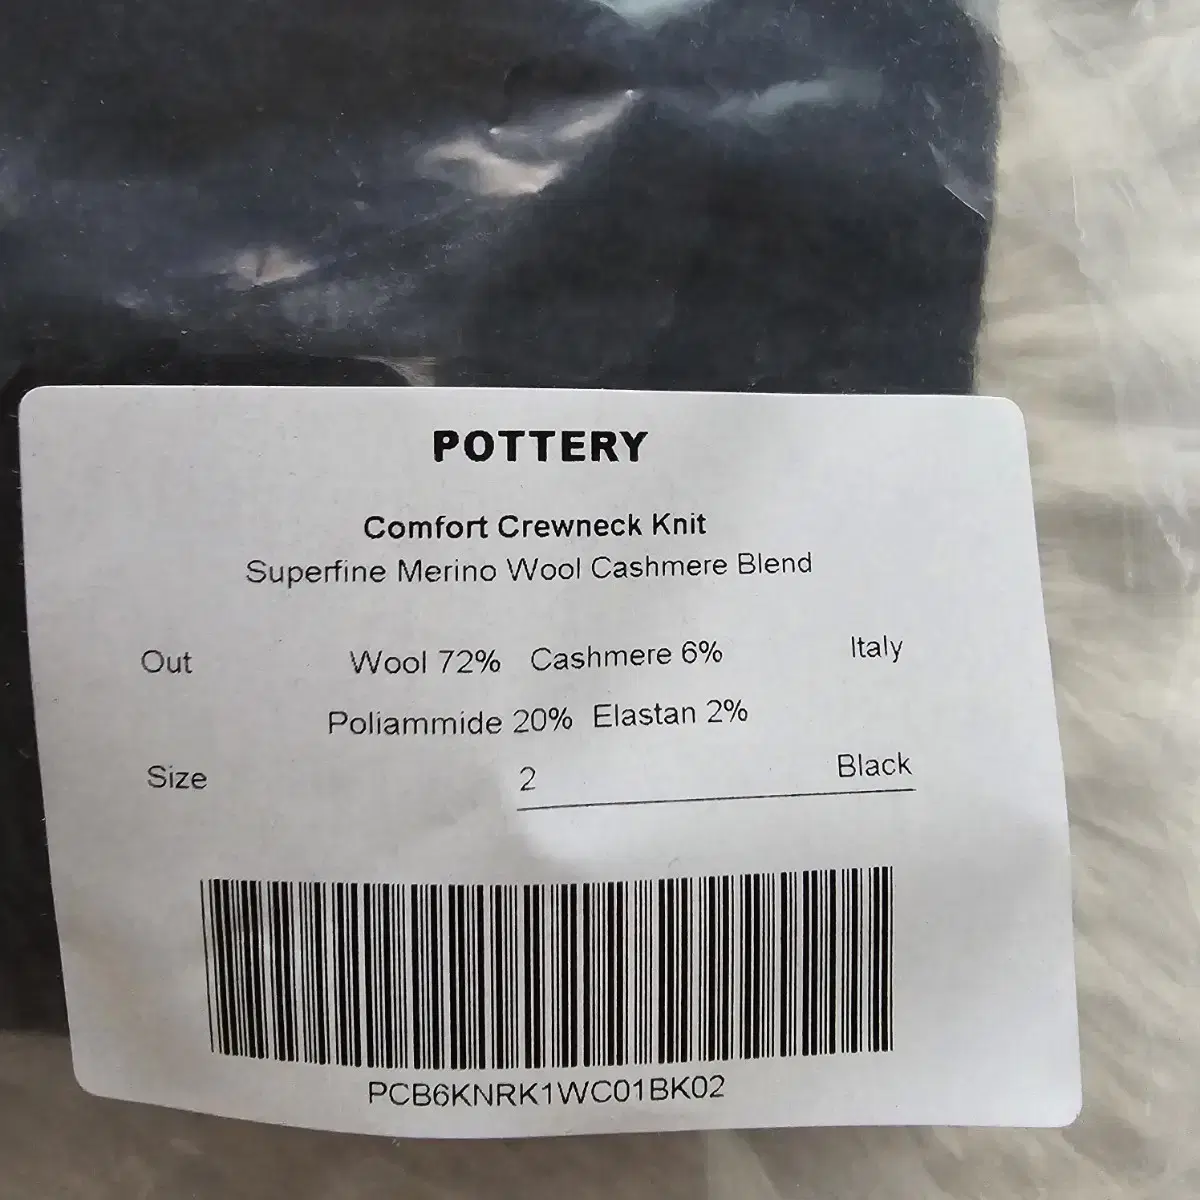 POTTERY
Comfort Crewneck Knit
Superfine Merino Wool Cashmere Blend
Out Wool 72% Cashmere 6% Italy
Poliammide 20% Elastan 2%
Size 2 Black
PCB6KNRK1WC01BK02